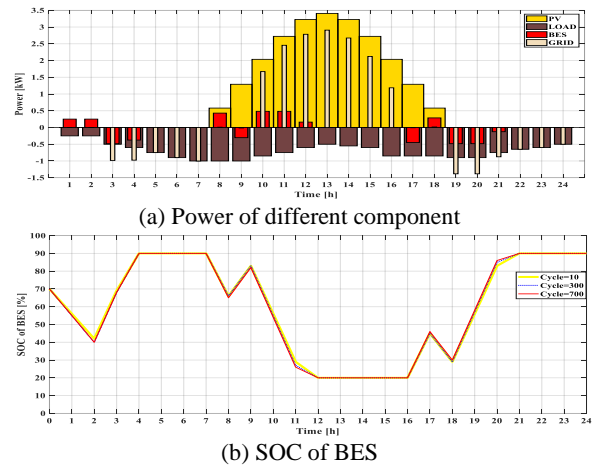 3.5
3
2.5
2
1.5
1
0.5
0
-0.5
-1
-1.5
Power [kW]
PV
LOAD
BES
GRID
1 2 3 4 5 6 7 8 9 10 11 12 13 14 15 16 17 18 19 20 21 22 23 24
Time [h]
(a) Power of different component
100
90
80
70
60
50
40
30
20
10
0
SOC of BES [%]
Cycle=10
Cycle=300
Cycle=700
0 1 2 3 4 5 6 7 8 9 10 11 12 13 14 15 16 17 18 19 20 21 22 23 24
Time [h]
(b) SOC of BES